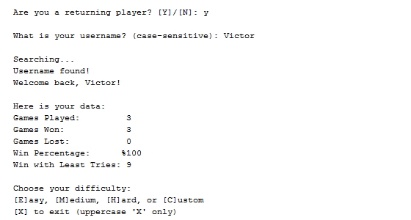 Are you a returning player? [Y]/[N]: y
What is your username? (case-sensitive): Victor
Searching...
Username found!
Welcome back, Victor!
Here is your data:
Games Played: 3
Games Won: 3
Games Lost: 0
Win Percentage: %100
Win with Least Tries: 9
Choose your difficulty:
[E]asy, [M]edium, [H]ard, or [C]ustom
[X] to exit (uppercase 'X' only)